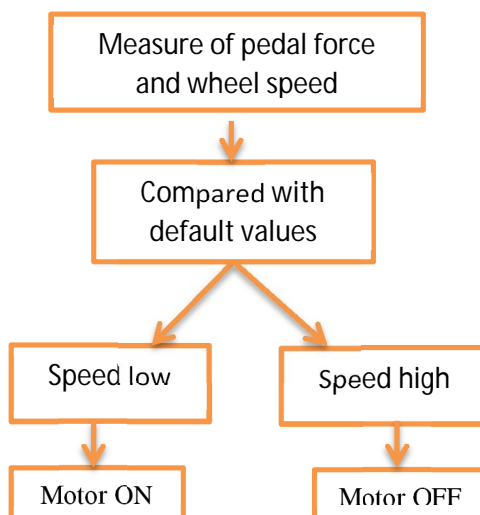 Measure of pedal force
and wheel speed
Compared with
default values
Speed low
Speed high
Motor ON
Motor OFF